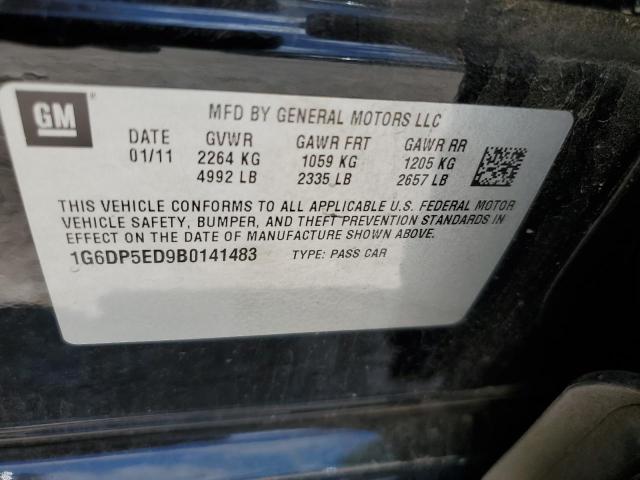 GM®
MFD BY GENERAL MOTORS LLC
DATE GVWR GAWR FRT GAWR RR
01/11 2264 KG 1059 KG 1205 KG
4992 LB 2335 LB 2657 LB
THIS VEHICLE CONFORMS TO ALL APPLICABLE U.S. FEDERAL MOTOR
VEHICLE SAFETY, BUMPER, AND THEFT PREVENTION STANDARDS IN
EFFECT ON THE DATE OF MANUFACTURE SHOWN ABOVE.
1G6DP5ED9B0141483 TYPE: PASS CAR